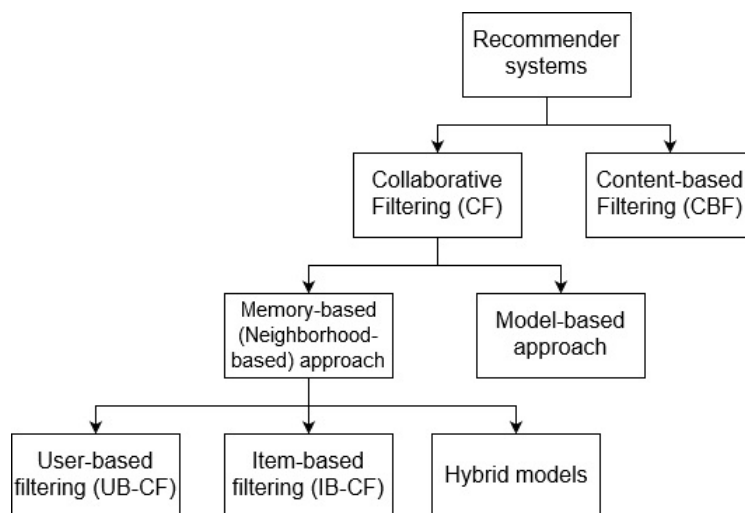 Recommender
systems
Collaborative
Filtering (CF)
Content-based
Filtering (CBF)
Memory-based
(Neighborhood-
based) approach
Model-based
approach
User-based
filtering (UB-CF)
Item-based
filtering (IB-CF)
Hybrid models